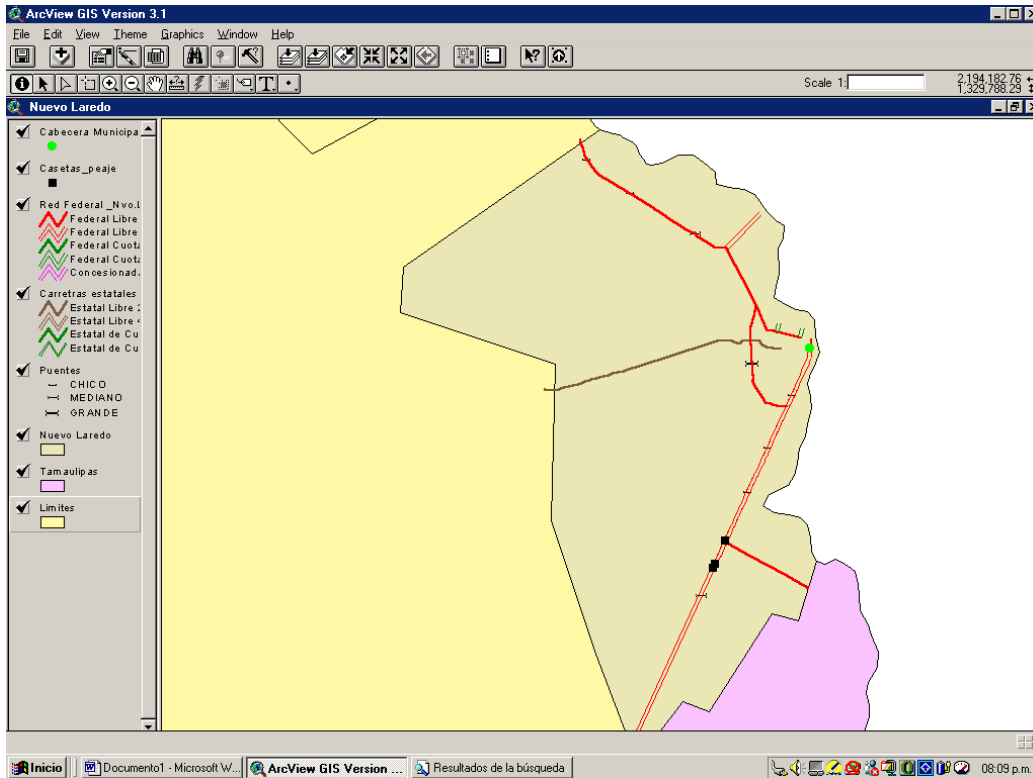 ArcView GIS Version 3.1
File Edit View Theme Graphics Window Help
Scale 1:
2,194,182.76
1,329,788.29
Nuevo Laredo
Cabecera Municipa
Casetas_peaje
Red Federal _Nvo.L
Federal Libre
Federal Libre
Federal Cuota
Federal Cuota
Concesionad.
Carretras estatales
Estatal Libre 2
Estatal Libre 4
Estatal de Cu
Estatal de Cu
Puentes
CHICO
MEDIANO
GRANDE
Nuevo Laredo
Tamaulipas
Limites
Inicio
Documento1 - Microsoft W...
ArcView GIS Version ...
Resultados de la búsqueda
08:09 p.m.